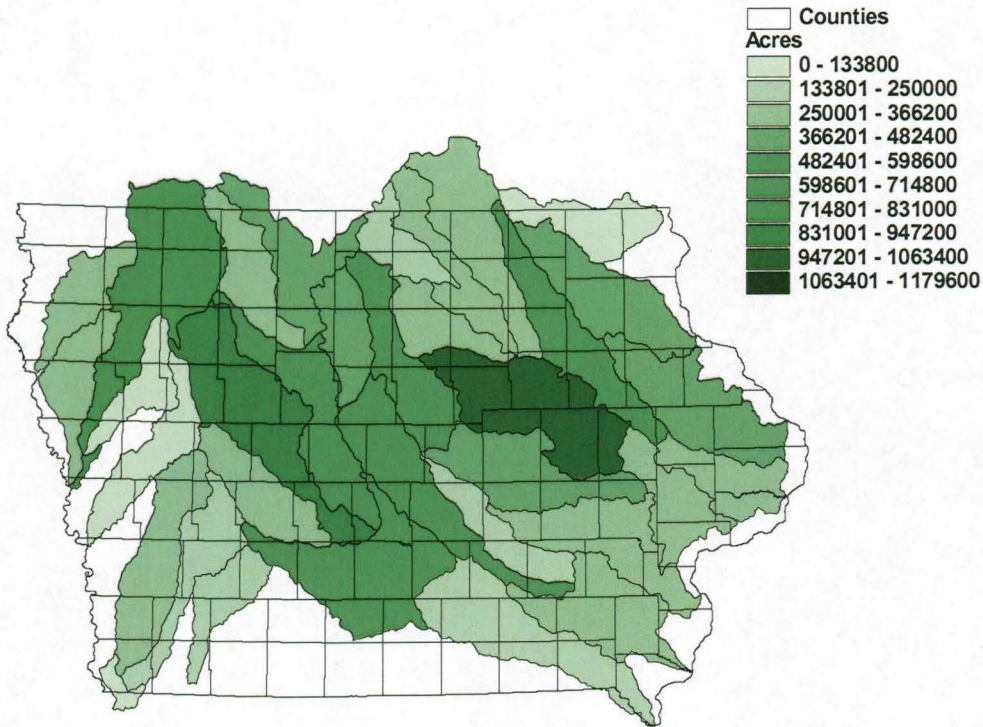 Counties
Acres
0 - 133800
133801 - 250000
250001 - 366200
366201 - 482400
482401 - 598600
598601 - 714800
714801 - 831000
831001 - 947200
947201 - 1063400
1063401 - 1179600